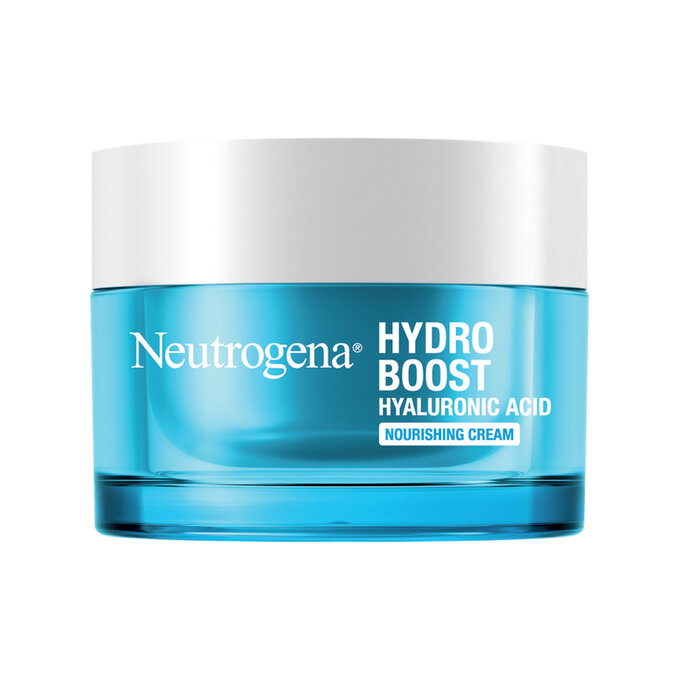 Neutrogena®
HYDRO
BOOST
HYALURONIC ACID
NOURISHING CREAM